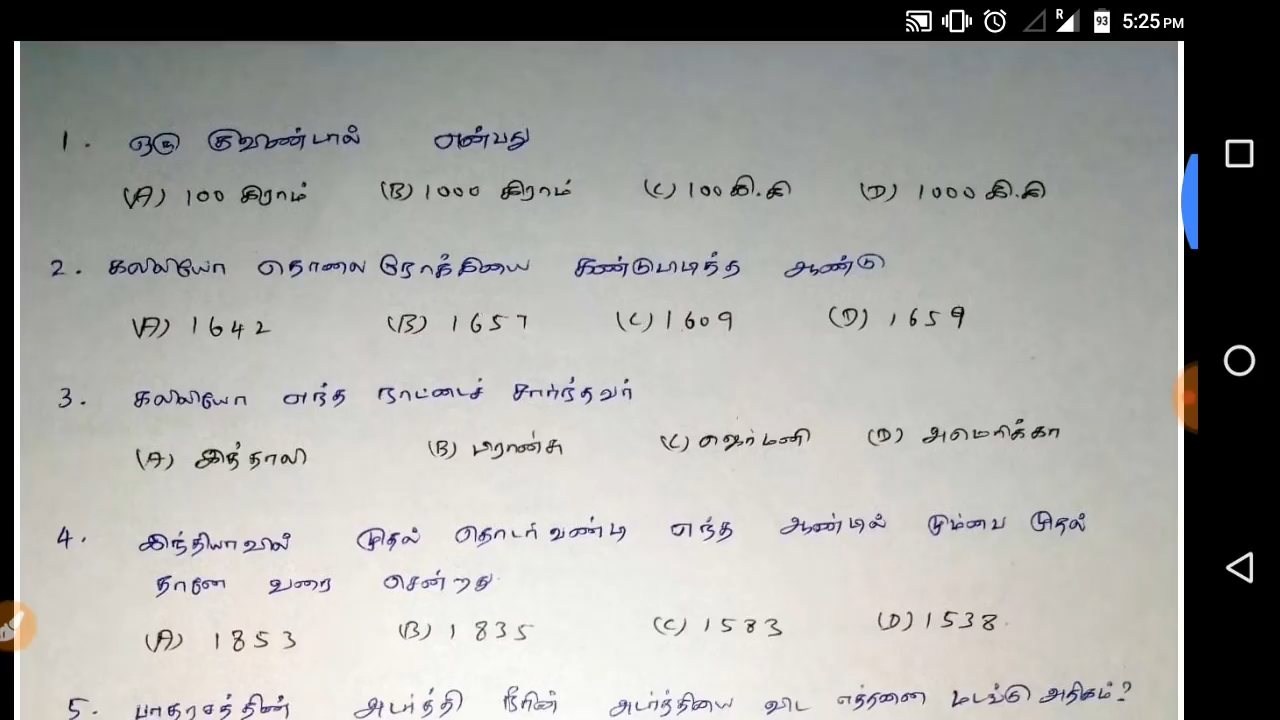 93 5:25 PM
1. ஒரு குவிண்டால் என்பது
(A) 100 கிராம் (B) 1000 கிராம் (C) 100 கி.கி (D) 1000 கி.கி
2. கலிலியோ தொலை நோக்கியை கண்டுபிடித்த ஆண்டு
(A) 1642 (B) 1657 (C) 1609 (D) 1659
3. கலிலியோ எந்த நாட்டைச் சார்ந்தவர்
(A) இத்தாலி (B) பிரான்சு (C) ஜெர்மனி (D) அமெரிக்கா
4. இந்தியாவில் முதல் தொடர் வண்டி எந்த ஆண்டில் மும்பை முதல்
தானே வரை சென்றது
(A) 1853 (B) 1835 (C) 1583 (D) 1538
5. பாதரசத்தின் அடர்த்தி நீரின் அடர்த்தியை விட எத்தனை மடங்கு அதிகம்?